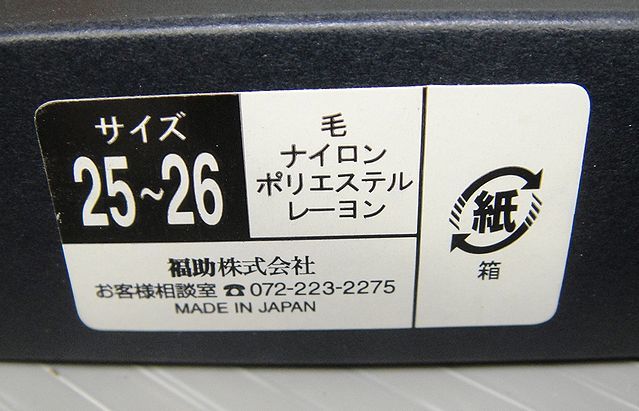 サイズ
25~26
毛
ナイロン
ポリエステル
レーヨン
福助株式会社
お客様相談室 ☎ 072-223-2275
MADE IN JAPAN
紙
箱